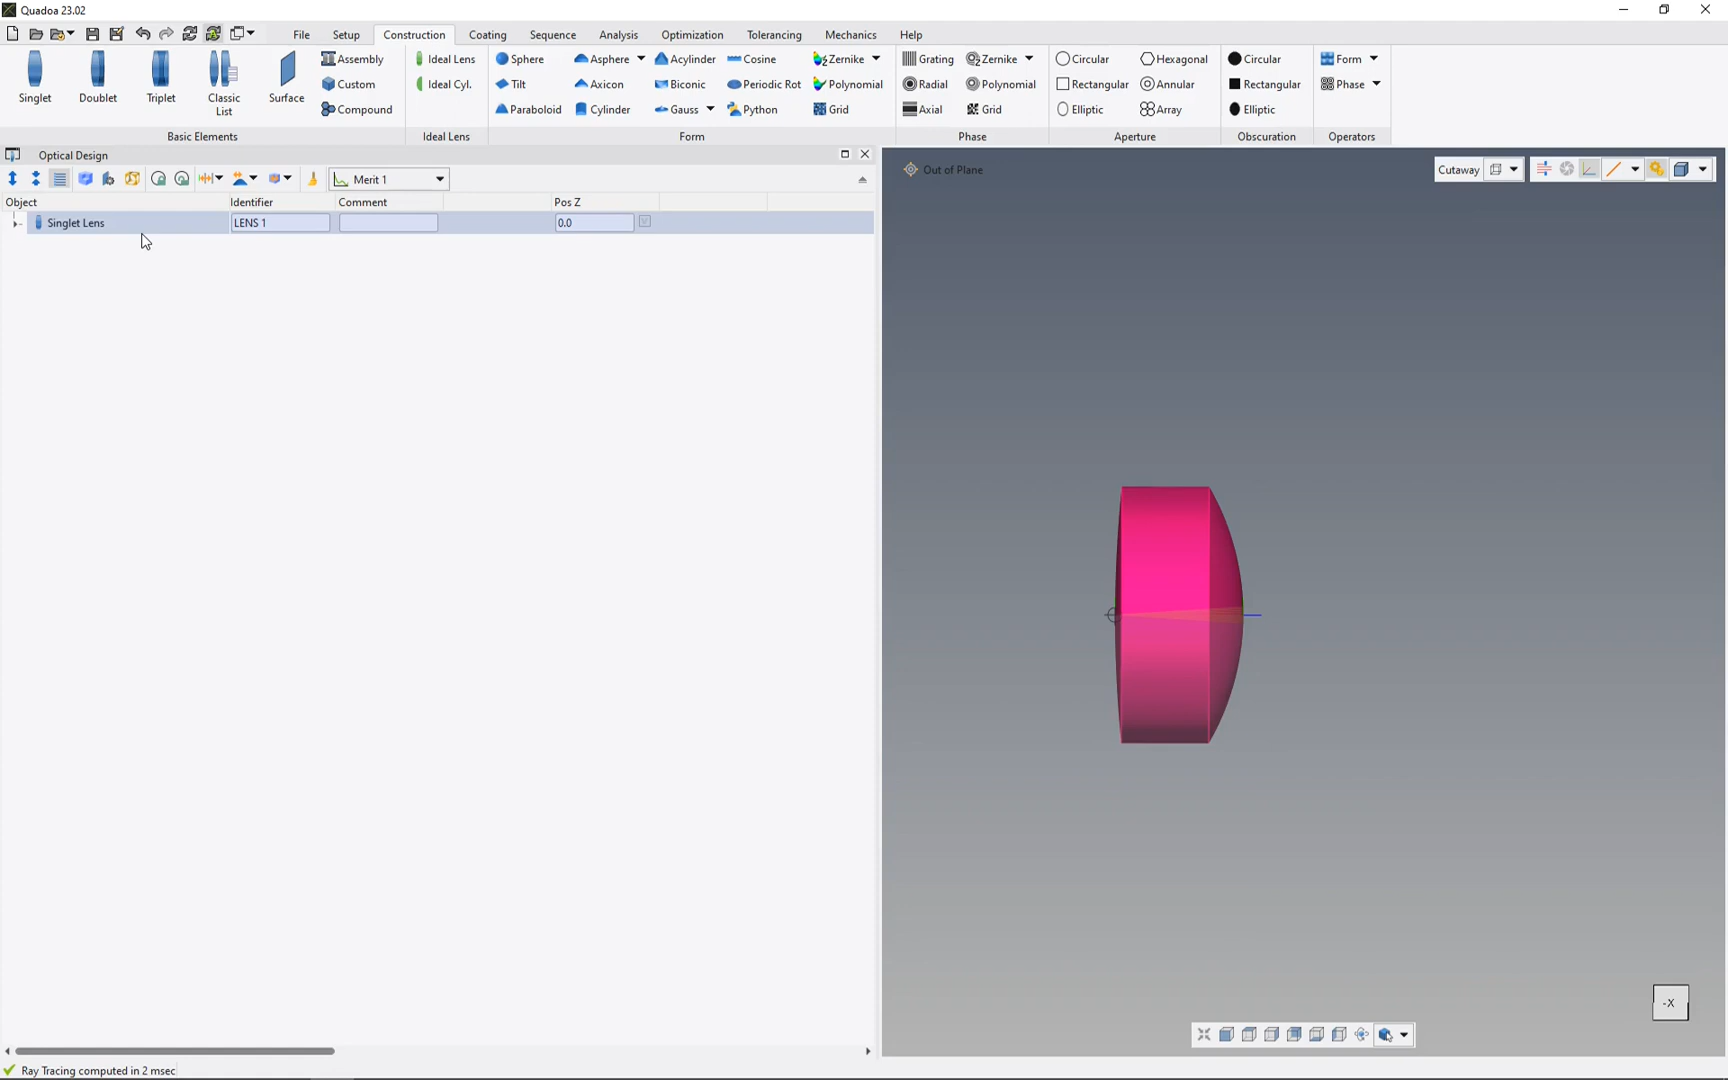 Quadoa 23.02
File Setup Construction Coating Sequence Analysis Optimization Tolerancing Mechanics Help
Singlet Doublet Triplet Classic List Surface
Assembly
Custom
Compound
Basic Elements
Ideal Lens
Ideal Cyl.
Ideal Lens
Sphere Asphere Acylinder Cosine Zernike
Tilt Axicon Biconic Periodic Rot Polynomial
Paraboloid Cylinder Gauss Python Grid
Form
Grating Zernike
Radial Polynomial
Axial Grid
Phase
Circular Hexagonal
Rectangular Annular
Elliptic Array
Aperture
Circular
Rectangular
Elliptic
Obscuration
Form
Phase
Operators
Optical Design
Merit 1
Object Identifier Comment Pos Z
Singlet Lens LENS 1 0.0
Out of Plane
Cutaway
-X
Ray Tracing computed in 2 msec